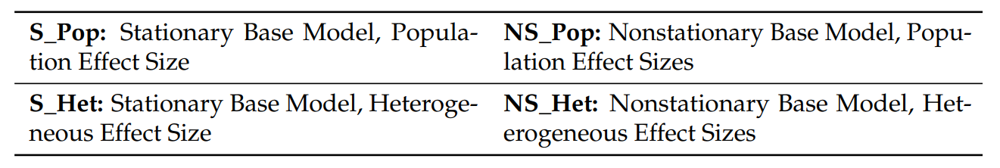 S_Pop: Stationary Base Model, Popula-
tion Effect Size
NS_Pop: Nonstationary Base Model, Popu-
lation Effect Sizes
S_Het: Stationary Base Model, Heteroge-
neous Effect Size
NS_Het: Nonstationary Base Model, Het-
erogeneous Effect Sizes